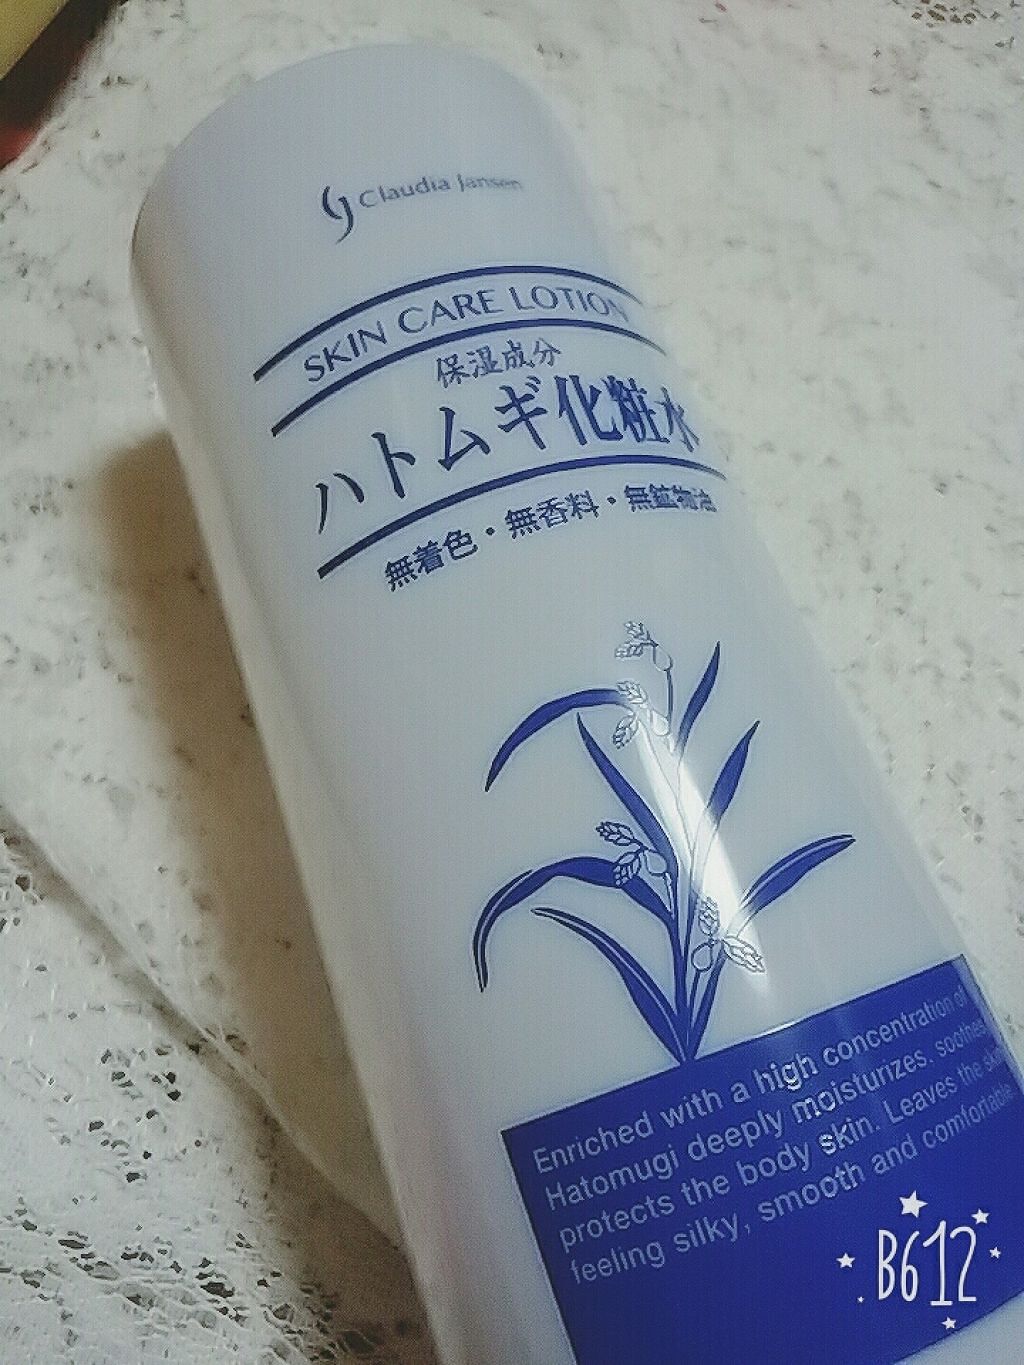 Claudia Jansen
SKIN CARE LOTION
保湿成分
ハトムギ化粧水
無着色・無香料・無鉱物油
Enriched with a high concentration of
Hatomugi deeply moisturizes, soothes
protects the body skin. Leaves the skin
feeling silky, smooth and comfortable
B612